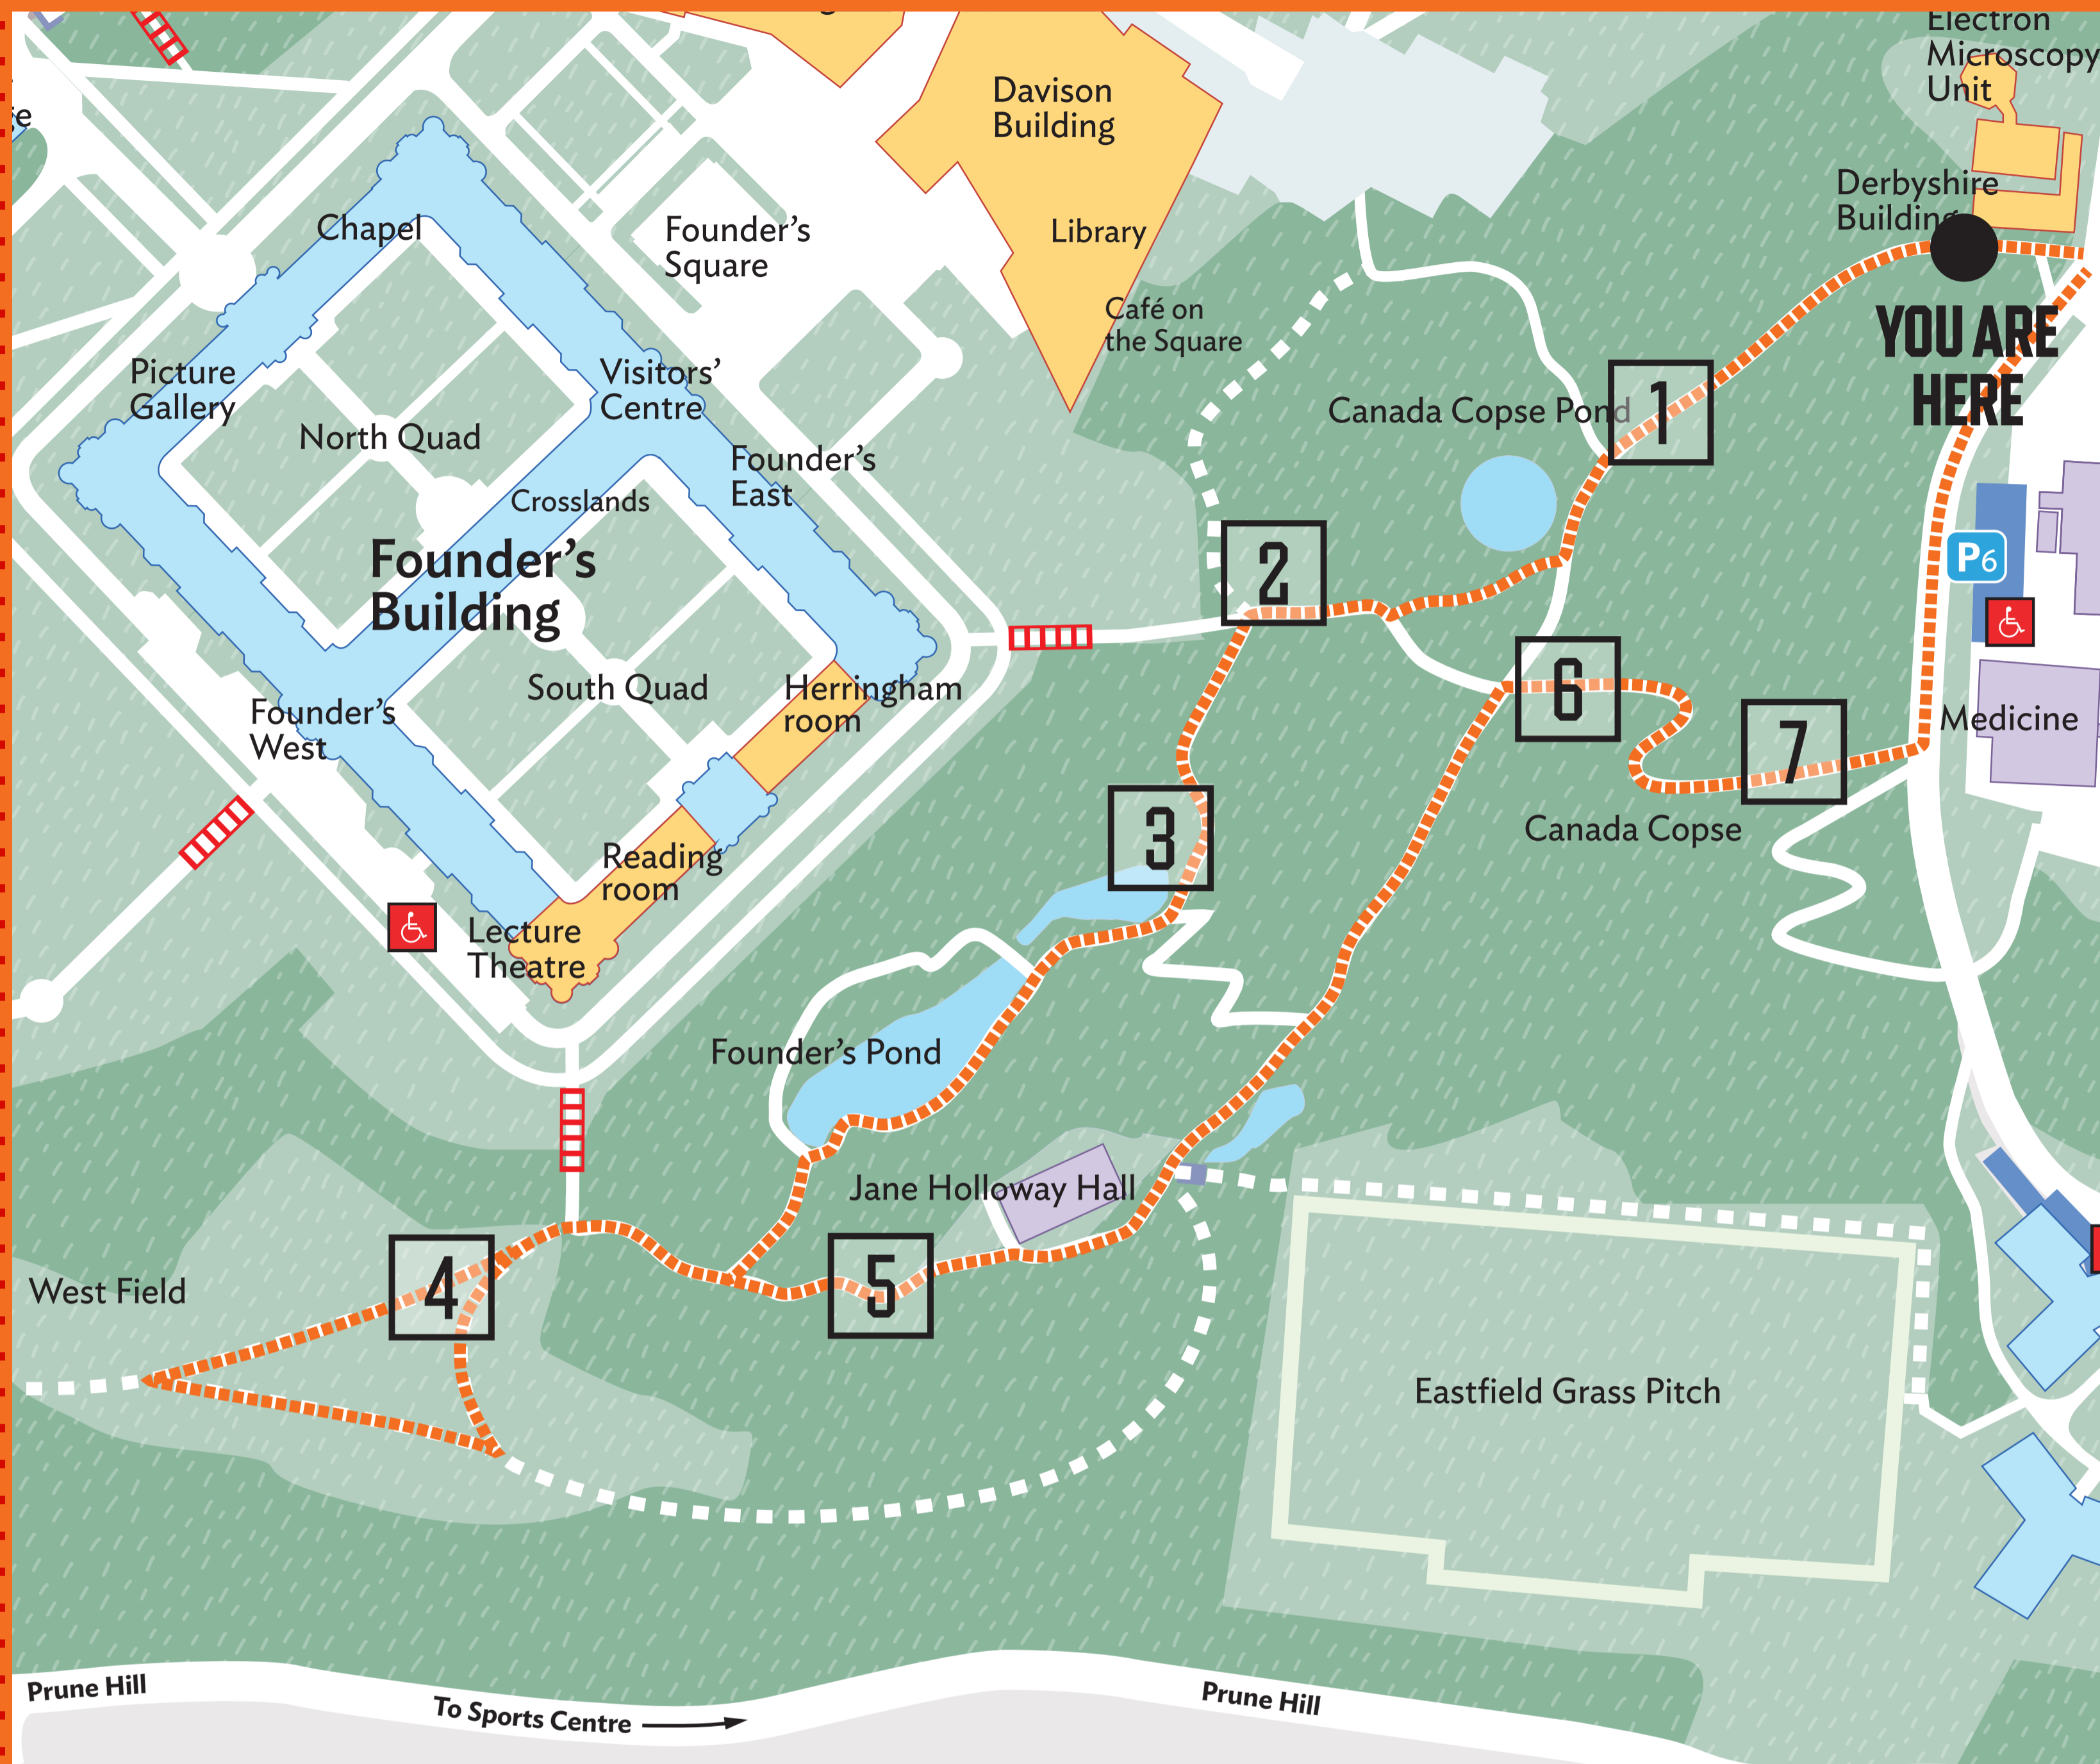 Electron
Microscopy
Unit
Davison
Building
Derbyshire
Building
Chapel
Founder's
Square
Library
Café on
the Square
YOU ARE
HERE
Picture
Gallery
Visitors'
Centre
North Quad
Canada Copse Pond
1
Founder's
East
Crosslands
Founder's
Building
2
P6
South Quad
Herringham
room
6
Founder's
West
7
Medicine
3
Canada Copse
Reading
room
Lecture
Theatre
Founder's Pond
Jane Holloway Hall
4
5
West Field
Eastfield Grass Pitch
Prune Hill
To Sports Centre
Prune Hill